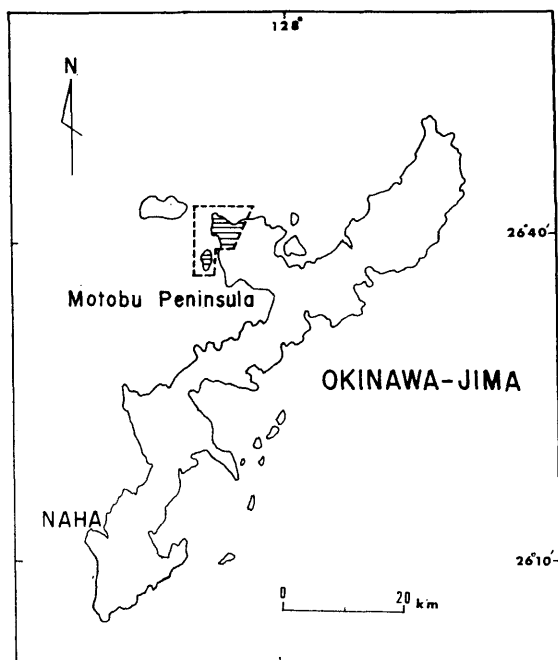 128°
N
26°40'
Motobu Peninsula
OKINAWA-JIMA
NAHA
26°10'
0 20 km